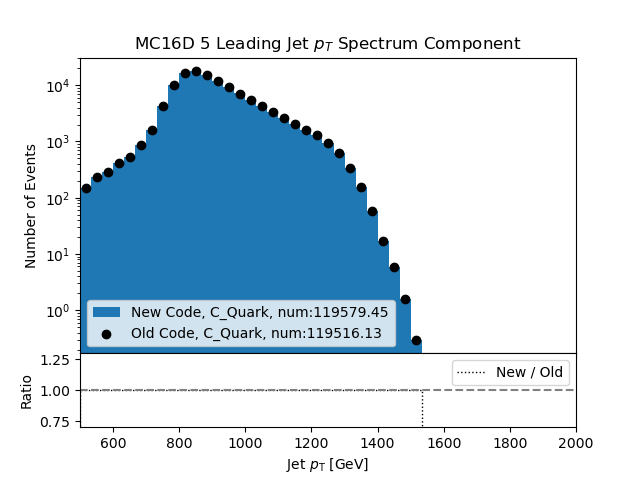 MC16D 5 Leading Jet p_T Spectrum Component
10^4
10^3
10^2
10^1
10^0
Number of Events
New Code, C_Quark, num:119579.45
Old Code, C_Quark, num:119516.13
1.25
1.00
0.75
Ratio
New / Old
600 800 1000 1200 1400 1600 1800 2000
Jet p_T [GeV]